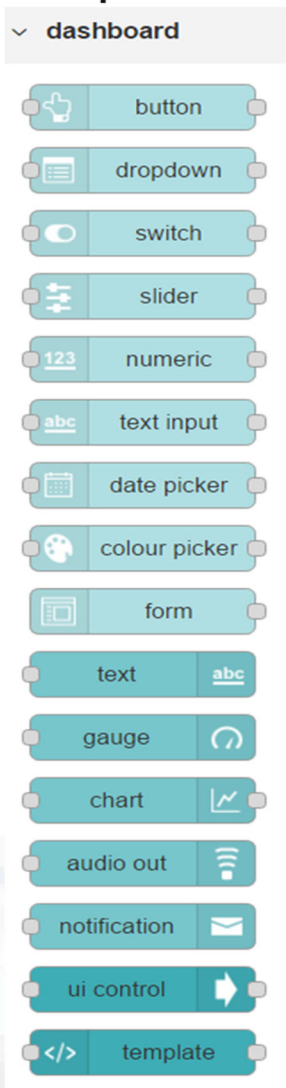 dashboard
button
dropdown
switch
slider
123 numeric
abc text input
date picker
colour picker
form
text abc
gauge
chart
audio out
notification
ui control
</> template